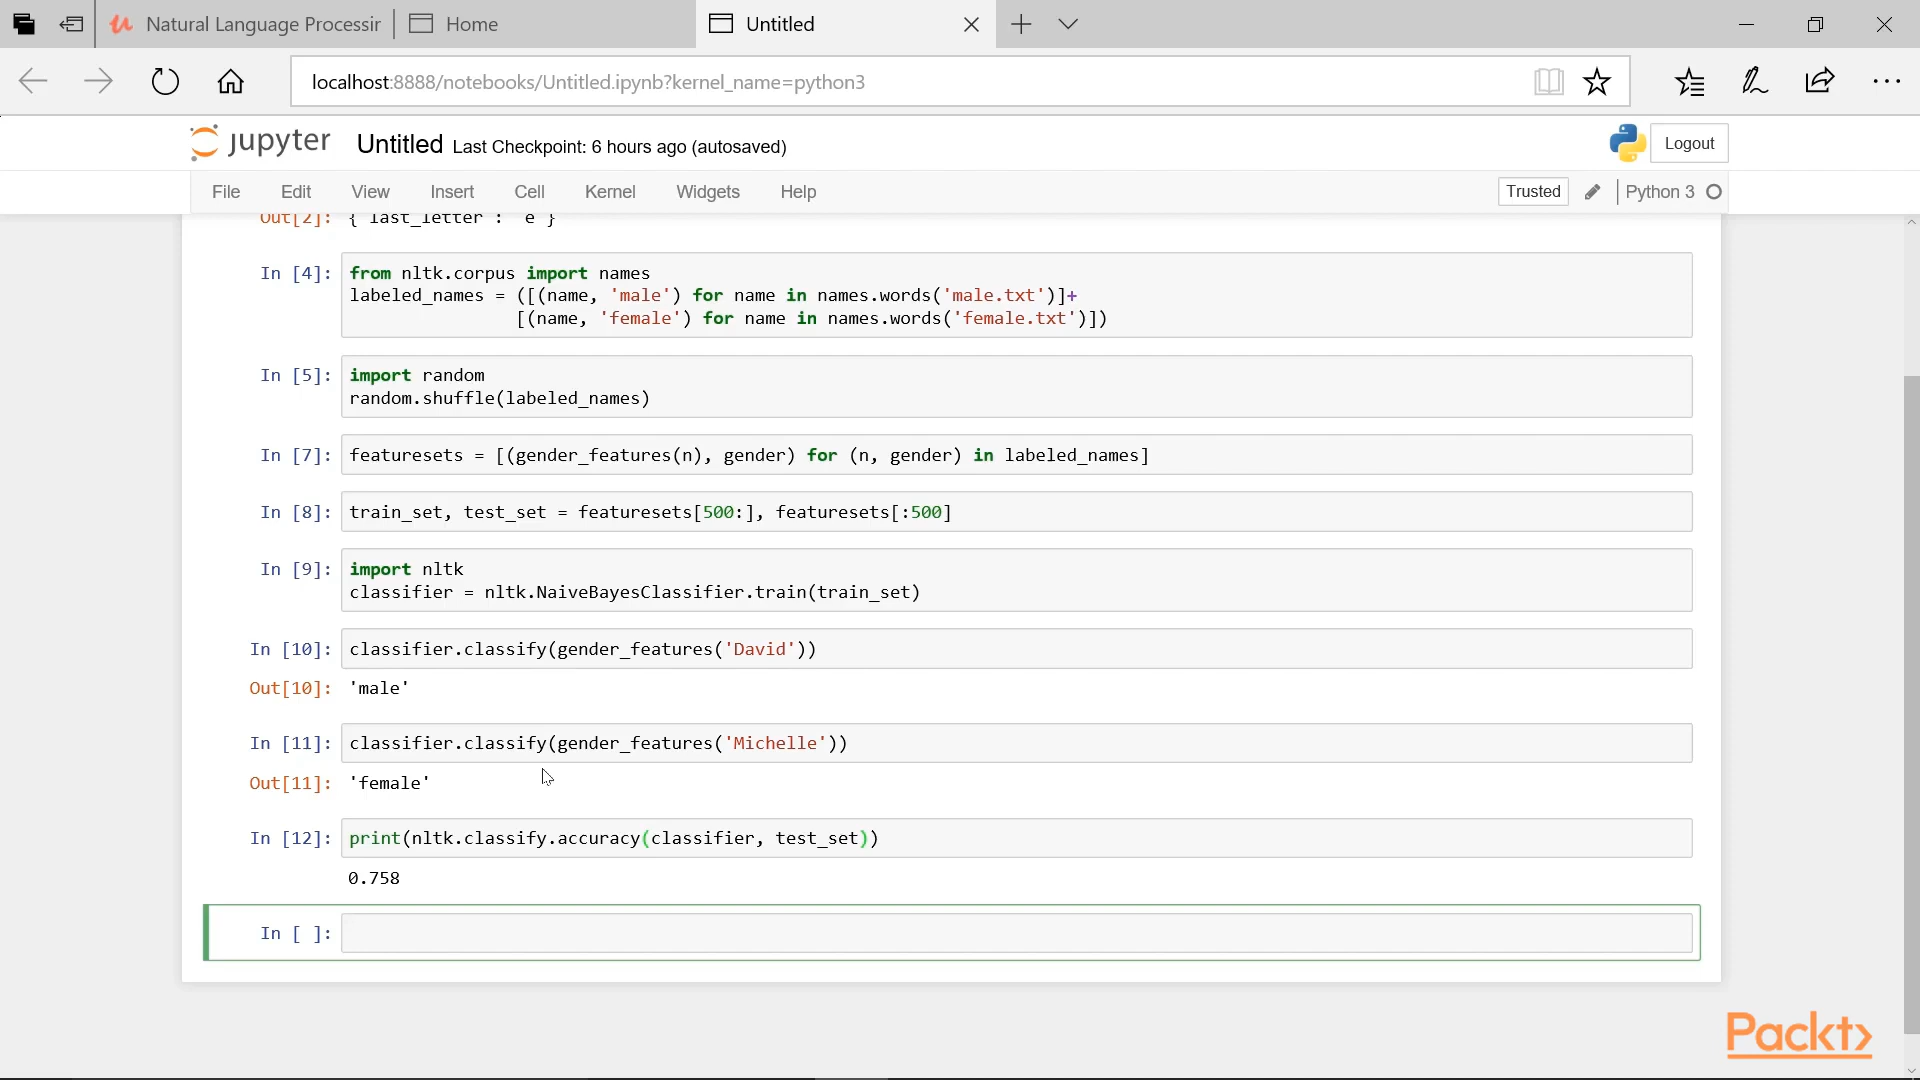 Natural Language Processir
Home
Untitled
localhost:8888/notebooks/Untitled.ipynb?kernel_name=python3
jupyter Untitled Last Checkpoint: 6 hours ago (autosaved)
Logout
File Edit View Insert Cell Kernel Widgets Help
Trusted
Python 3
Out[2]: {'last_letter': 'e'}
In [4]: from nltk.corpus import names
labeled_names = ([(name, 'male') for name in names.words('male.txt')]+
[(name, 'female') for name in names.words('female.txt')])
In [5]: import random
random.shuffle(labeled_names)
In [7]: featuresets = [(gender_features(n), gender) for (n, gender) in labeled_names]
In [8]: train_set, test_set = featuresets[500:], featuresets[:500]
In [9]: import nltk
classifier = nltk.NaiveBayesClassifier.train(train_set)
In [10]: classifier.classify(gender_features('David'))
Out[10]: 'male'
In [11]: classifier.classify(gender_features('Michelle'))
Out[11]: 'female'
In [12]: print(nltk.classify.accuracy(classifier, test_set))
0.758
In [ ]:
Packt>